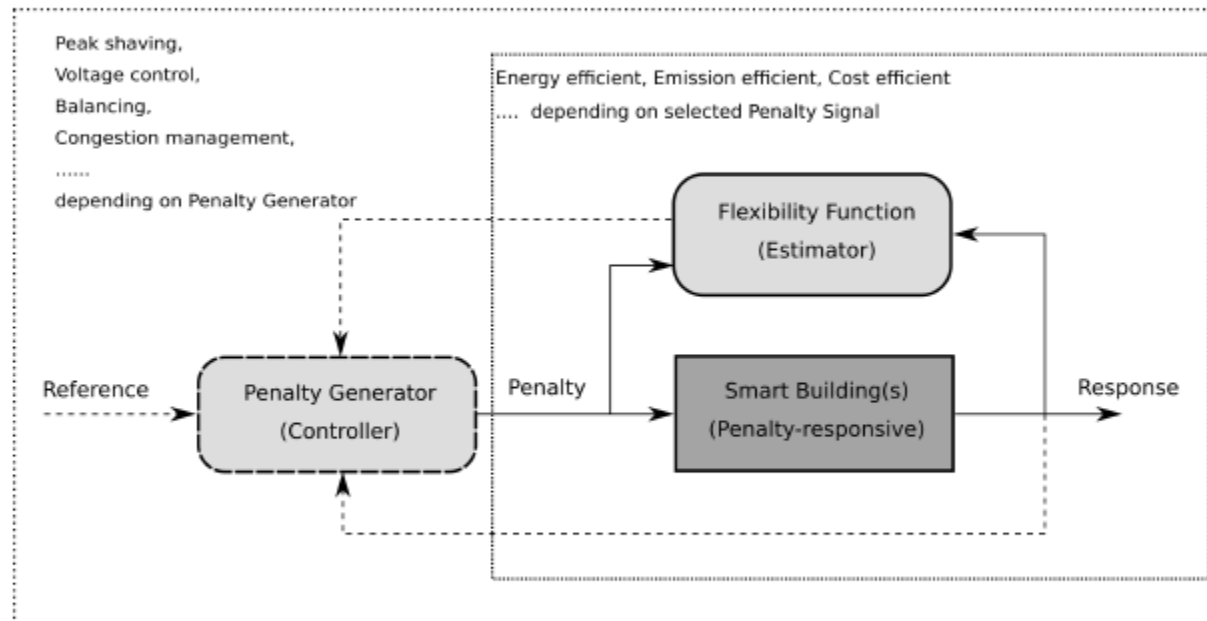 Peak shaving,
Voltage control,
Balancing,
Congestion management,
......
depending on Penalty Generator
Energy efficient, Emission efficient, Cost efficient
.... depending on selected Penalty Signal
Flexibility Function
(Estimator)
Reference
Penalty Generator
(Controller)
Penalty
Smart Building(s)
(Penalty-responsive)
Response